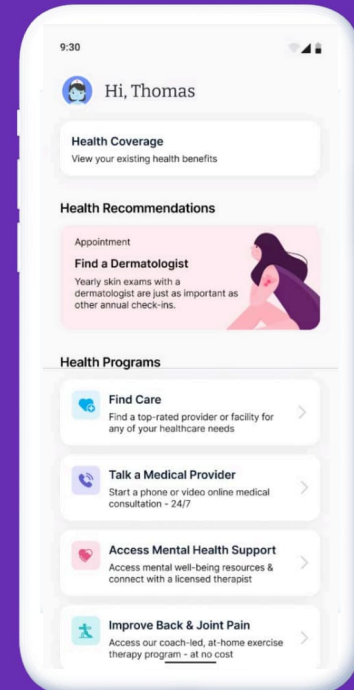 9:30
Hi, Thomas
Health Coverage
View your existing health benefits
Health Recommendations
Appointment
Find a Dermatologist
Yearly skin exams with a
dermatologist are just as important as
other annual check-ins.
Health Programs
Find Care
Find a top-rated provider or facility for
any of your healthcare needs
Talk a Medical Provider
Start a phone or video online medical
consultation - 24/7
Access Mental Health Support
Access mental well-being resources &
connect with a licensed therapist
Improve Back & Joint Pain
Access our coach-led, at-home exercise
therapy program - at no cost